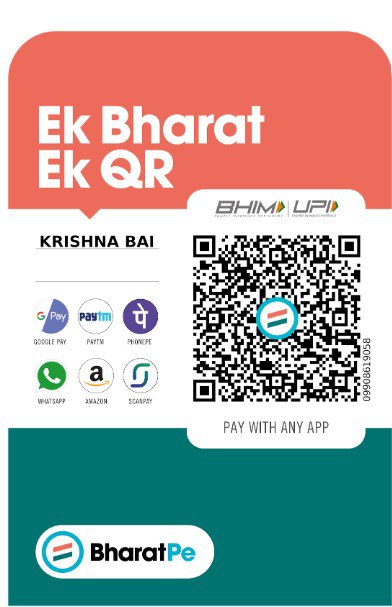 Ek Bharat
Ek QR
BHIM UPI
KRISHNA BAI
G Pay
paytm
पे
GOOGLE PAY
PAYTM
PHONEPE
a
WHATSAPP
AMAZON
SCANPAY
09908619058
PAY WITH ANY APP
BharatPe